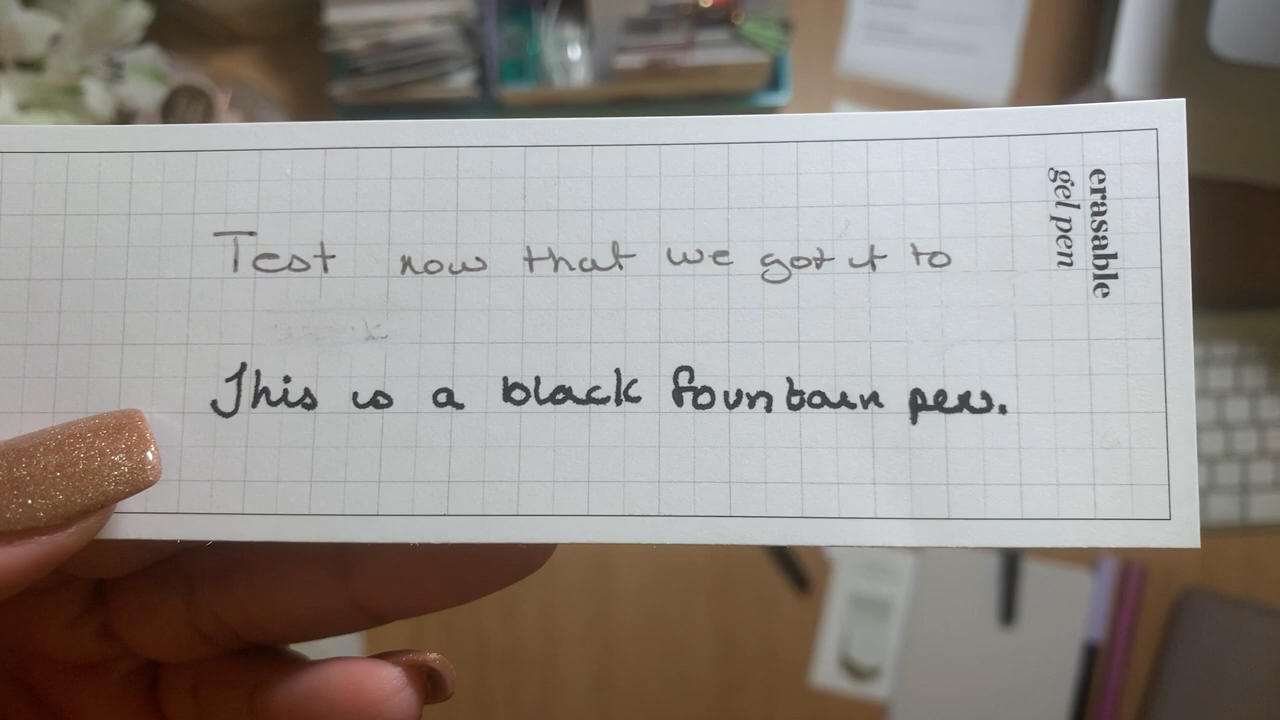 Test now that we got it to
This is a black fountain pen.
erasable
gel pen